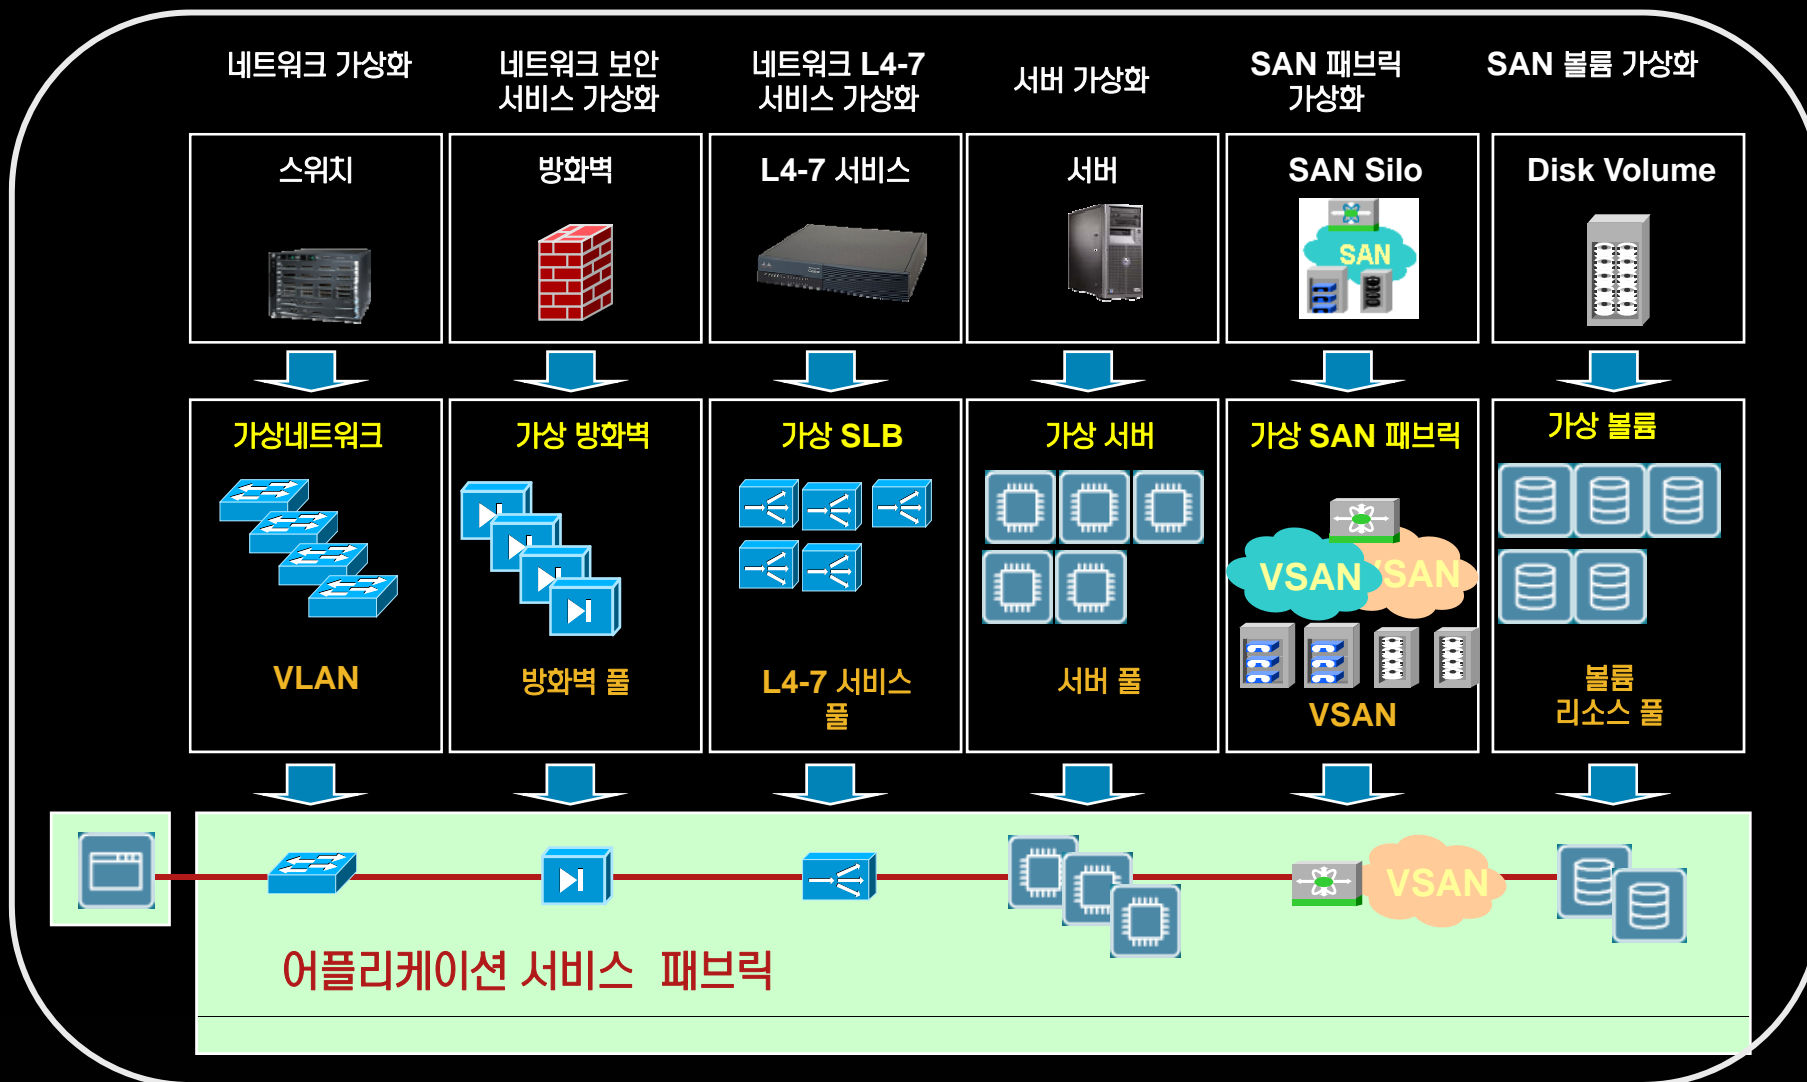 네트워크 가상화
네트워크 보안
서비스 가상화
네트워크 L4-7
서비스 가상화
서버 가상화
SAN 패브릭
가상화
SAN 볼륨 가상화
스위치
방화벽
L4-7 서비스
서버
SAN Silo
SAN
Disk Volume
가상네트워크
가상 방화벽
가상 SLB
가상 서버
가상 SAN 패브릭
가상 볼륨
VSAN
VSAN
VLAN
방화벽 풀
L4-7 서비스
풀
서버 풀
VSAN
볼륨
리소스 풀
VSAN
어플리케이션 서비스 패브릭